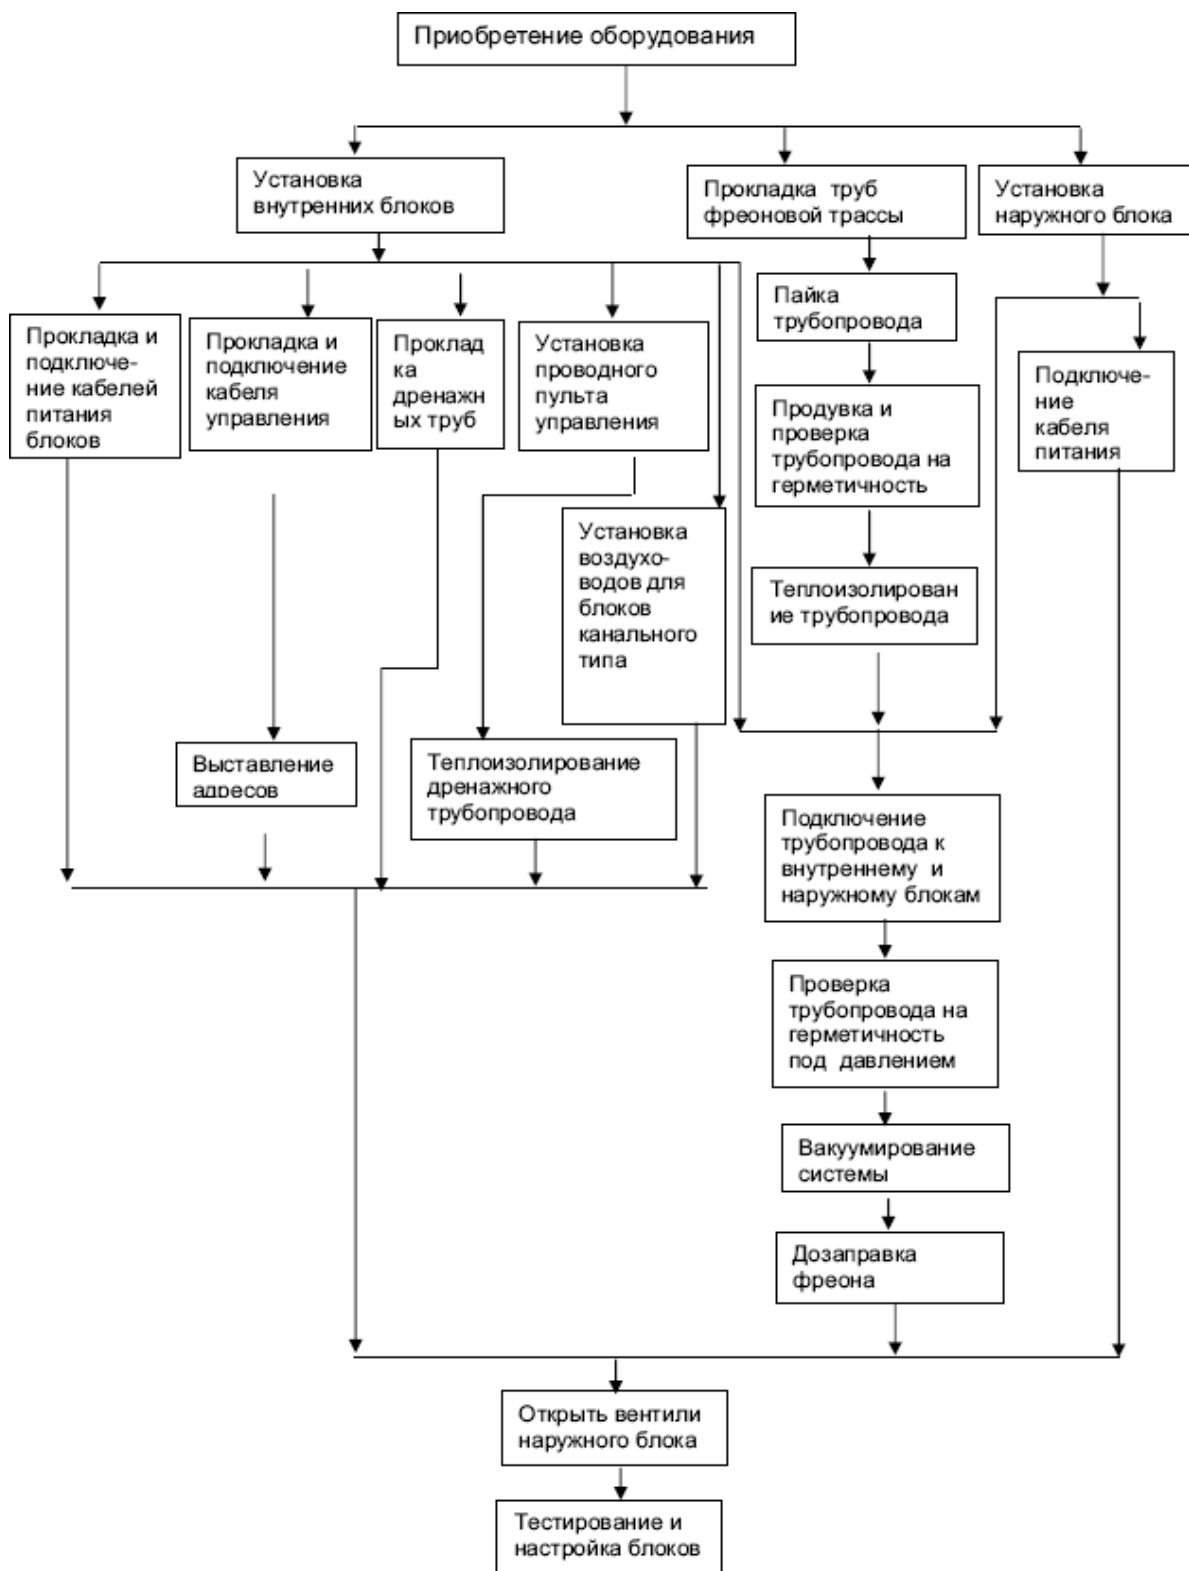 Приобретение оборудования
Установка
внутренних блоков
Прокладка труб
фреоновой трассы
Установка
наружного блока
Пайка
трубопровода
Прокладка и
подключе-
ние кабелей
питания
блоков
Прокладка и
подключение
кабеля
управления
Проклад
ка
дренажн
ых труб
Установка
проводного
пульта
управления
Подключе-
ние
кабеля
питания
Продувка и
проверка
трубопровода на
герметичность
Установка
воздухо-
водов для
блоков
канального
типа
Теплоизолирован
ие трубопровода
Выставление
адресов
Теплоизолирование
дренажного
трубопровода
Подключение
трубопровода к
внутреннему и
наружному блокам
Проверка
трубопровода на
герметичность
под давлением
Вакуумирование
системы
Дозаправка
фреона
Открыть вентили
наружного блока
Тестирование и
настройка блоков